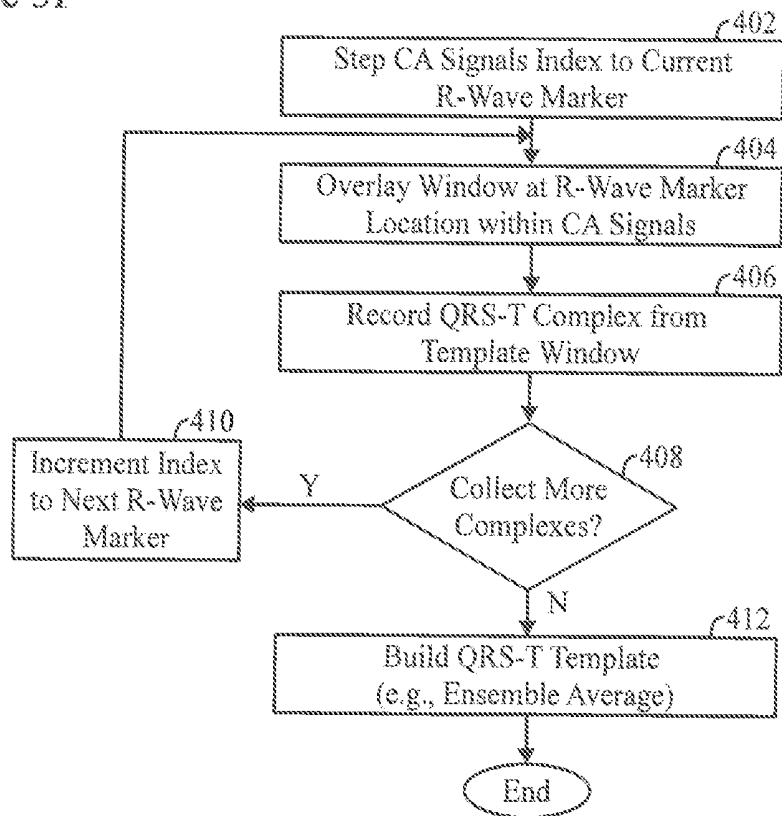 402
Step CA Signals Index to Current
R-Wave Marker
404
Overlay Window at R-Wave Marker
Location within CA Signals
406
Record QRS-T Complex from
Template Window
408
Collect More
Complexes?
Y
410
Increment Index
to Next R-Wave
Marker
N
412
Build QRS-T Template
(e.g., Ensemble Average)
End